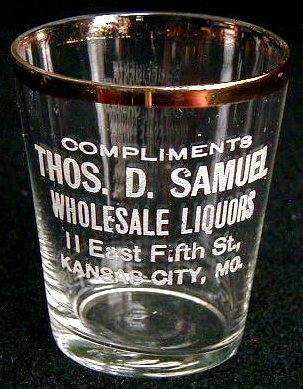 COMPLIMENTS
THOS. D. SAMUEL
WHOLESALE LIQUORS
11 East Fifth St.,
KANSAS CITY, MO.